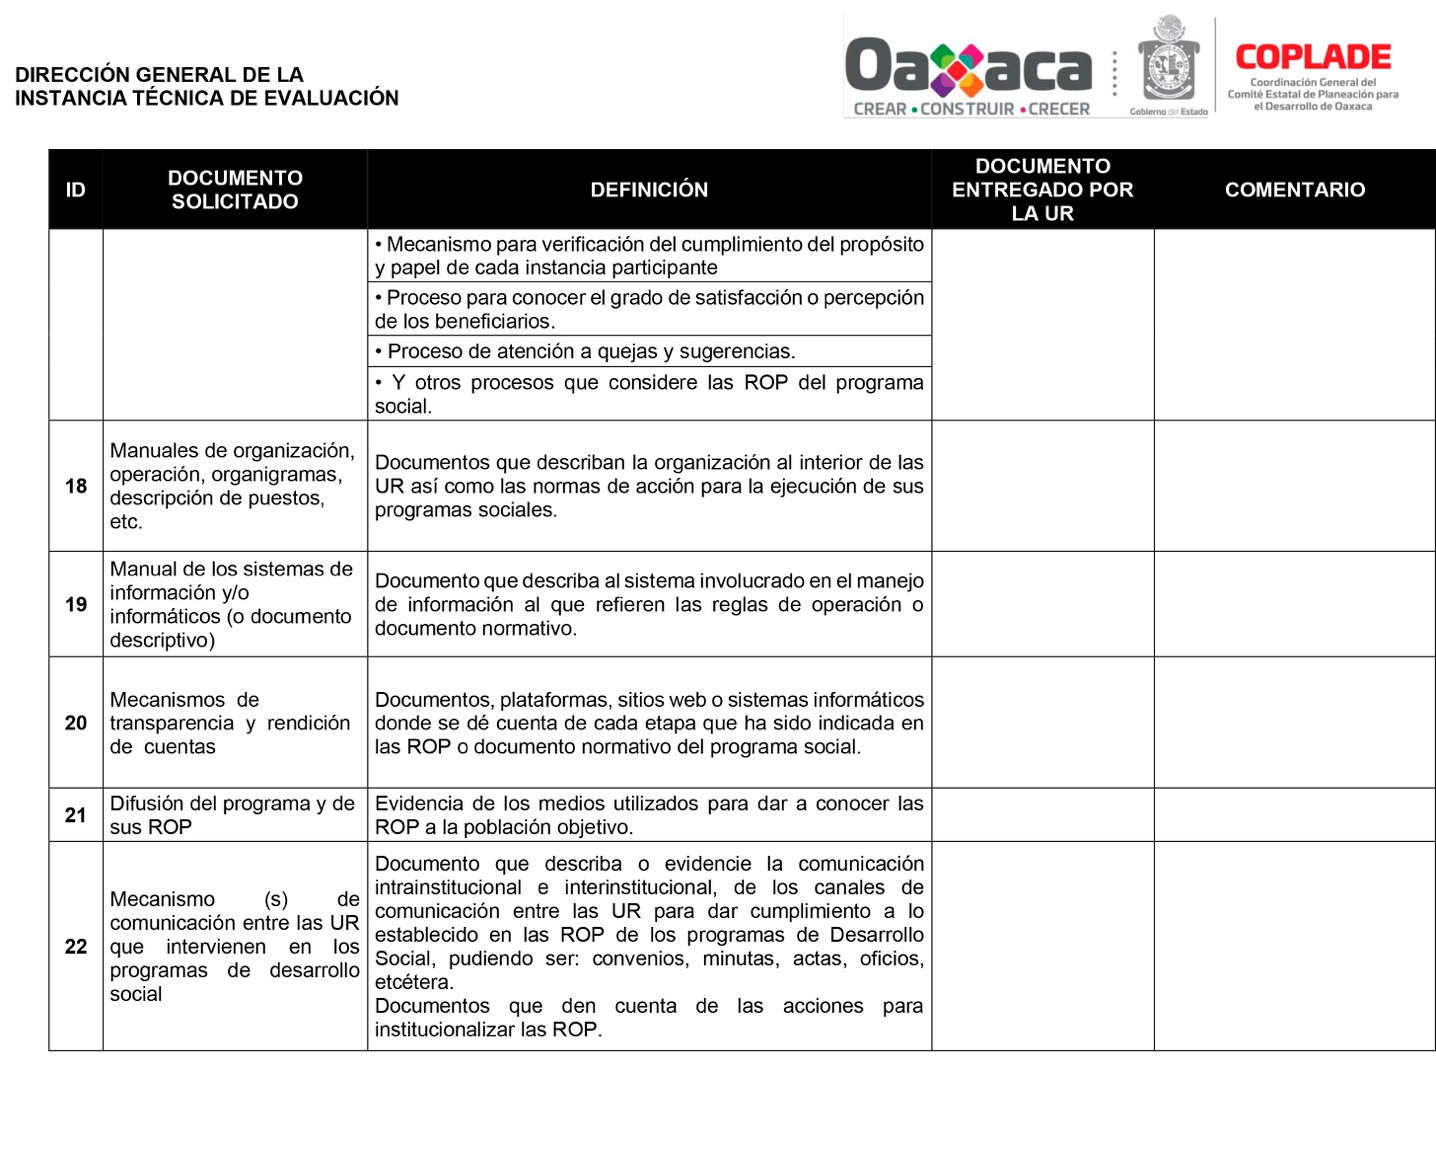 DIRECCIÓN GENERAL DE LA
INSTANCIA TÉCNICA DE EVALUACIÓN
Oaxaca
CREAR • CONSTRUIR • CRECER
Gobierno del Estado
COPLADE
Coordinación General del
Comité Estatal de Planeación para
el Desarrollo de Oaxaca
ID
DOCUMENTO
SOLICITADO
DEFINICIÓN
DOCUMENTO
ENTREGADO POR
LA UR
COMENTARIO
• Mecanismo para verificación del cumplimiento del propósito
y papel de cada instancia participante
• Proceso para conocer el grado de satisfacción o percepción
de los beneficiarios.
• Proceso de atención a quejas y sugerencias.
• Y otros procesos que considere las ROP del programa
social.
18
Manuales de organización,
operación, organigramas,
descripción de puestos,
etc.
Documentos que describan la organización al interior de las
UR así como las normas de acción para la ejecución de sus
programas sociales.
19
Manual de los sistemas de
información y/o
informáticos (o documento
descriptivo)
Documento que describa al sistema involucrado en el manejo
de información al que refieren las reglas de operación o
documento normativo.
20
Mecanismos de
transparencia y rendición
de cuentas
Documentos, plataformas, sitios web o sistemas informáticos
donde se dé cuenta de cada etapa que ha sido indicada en
las ROP o documento normativo del programa social.
21
Difusión del programa y de
sus ROP
Evidencia de los medios utilizados para dar a conocer las
ROP a la población objetivo.
22
Mecanismo (s) de
comunicación entre las UR
que intervienen en los
programas de desarrollo
social
Documento que describa o evidencie la comunicación
intrainstitucional e interinstitucional, de los canales de
comunicación entre las UR para dar cumplimiento a lo
establecido en las ROP de los programas de Desarrollo
Social, pudiendo ser: convenios, minutas, actas, oficios,
etcétera.
Documentos que den cuenta de las acciones para
institucionalizar las ROP.